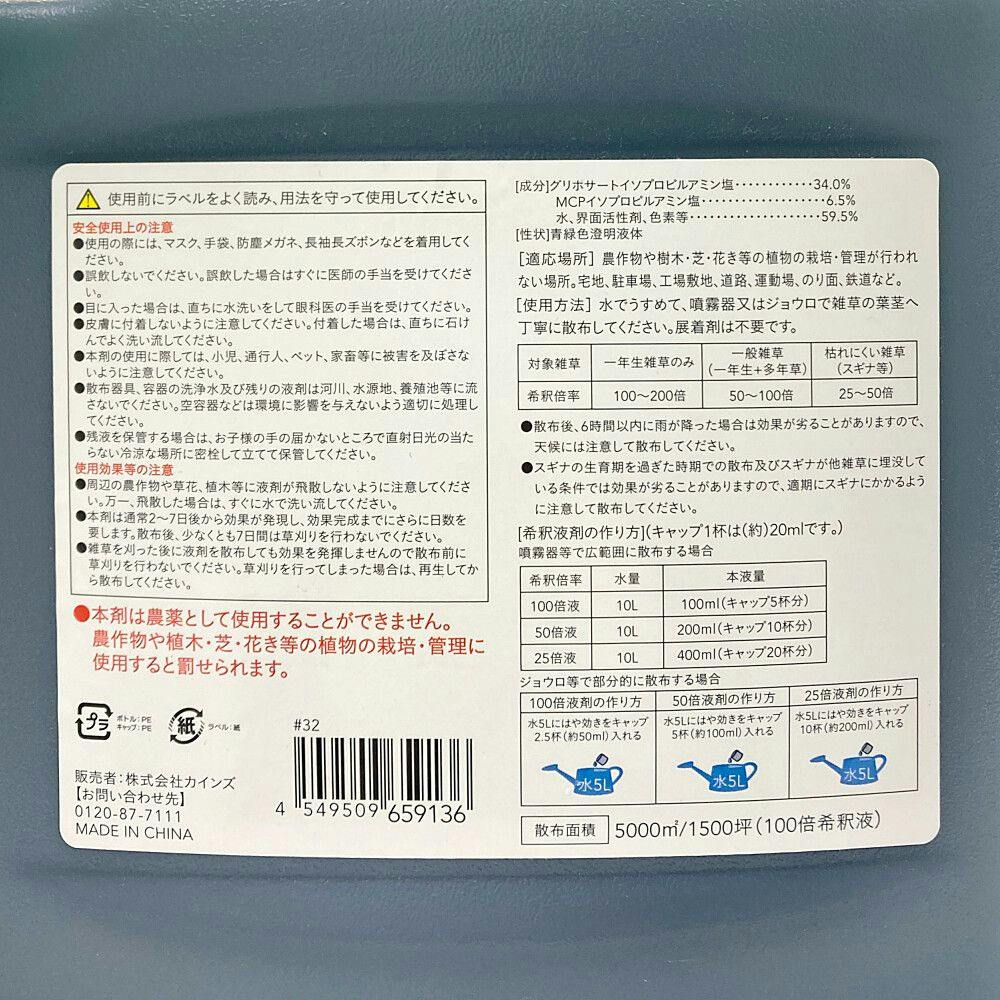 使用前にラベルをよく読み、用法を守って使用してください。
安全使用上の注意
●使用の際には、マスク、手袋、防塵メガネ、長袖長ズボンなどを着用してく
ださい。
●誤飲しないでください。誤飲した場合はすぐに医師の手当を受けてくださ
い。
●目に入った場合は、直ちに水洗いをして眼科医の手当を受けてください。
●皮膚に付着しないように注意してください。付着した場合は、直ちに石け
んでよく洗い流してください。
●本剤の使用に際しては、小児、通行人、ペット、家畜等に被害を及ぼさな
いように注意してください。
●散布器具、容器の洗浄水及び残りの液剤は河川、水源地、養殖池等に流
さないでください。空容器などは環境に影響を与えないよう適切に処理し
てください。
●残液を保管する場合は、お子様の手の届かないところで直射日光の当た
らない冷涼な場所に密栓して立てて保管してください。
使用効果等の注意
●周辺の農作物や草花、植木等に液剤が飛散しないように注意してくださ
い。万一、飛散した場合は、すぐに水で洗い流してください。
●本剤は通常2〜7日後から効果が発現し、効果完成までにさらに日数を
要します。散布後、少なくとも7日間は草刈りを行わないでください。
●雑草を刈った後に液剤を散布しても効果を発揮しませんので散布前に
草刈りを行わないでください。草刈りを行ってしまった場合は、再生してか
ら散布してください。
●本剤は農薬として使用することができません。
農作物や植木・芝・花き等の植物の栽培・管理に
使用すると罰せられます。
プラ
ボトル:PE
キャップ:PE
紙
ラベル:紙
#32
販売者:株式会社カインズ
【お問い合わせ先】
0120-87-7111
MADE IN CHINA
4 549509 659136
[成分]グリホサートイソプロピルアミン塩‥‥‥‥‥‥34.0%
MCPイソプロピルアミン塩‥‥‥‥‥‥‥‥‥6.5%
水、界面活性剤、色素等‥‥‥‥‥‥‥‥‥‥59.5%
[性状]青緑色澄明液体
[適応場所] 農作物や樹木・芝・花き等の植物の栽培・管理が行われ
ない場所。宅地、駐車場、工場敷地、道路、運動場、のり面、鉄道など。
[使用方法] 水でうすめて、噴霧器又はジョウロで雑草の葉茎へ
丁寧に散布してください。展着剤は不要です。
対象雑草 一年生雑草のみ 一般雑草 (一年生+多年草) 枯れにくい雑草 (スギナ等)
希釈倍率 100〜200倍 50〜100倍 25〜50倍
●散布後、6時間以内に雨が降った場合は効果が劣ることがありますので、
天候には注意して散布してください。
●スギナの生育期を過ぎた時期での散布及びスギナが他雑草に埋没して
いる条件では効果が劣ることがありますので、適期にスギナにかかるよう
に注意して散布してください。
[希釈液剤の作り方](キャップ1杯は(約)20mlです。)
噴霧器等で広範囲に散布する場合
希釈倍率 水量 本液量
100倍液 10L 100ml(キャップ5杯分)
50倍液 10L 200ml(キャップ10杯分)
25倍液 10L 400ml(キャップ20杯分)
ジョウロ等で部分的に散布する場合
100倍液剤の作り方 50倍液剤の作り方 25倍液剤の作り方
水5Lにはや効きをキャップ 水5Lにはや効きをキャップ 水5Lにはや効きをキャップ
2.5杯(約50ml)入れる 5杯(約100ml)入れる 10杯(約200ml)入れる
水5L 水5L 水5L
散布面積 5000㎡/1500坪(100倍希釈液)